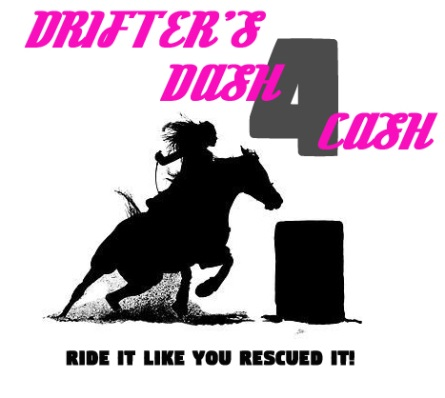 DRIFTER'S
DASH
4
CASH
RIDE IT LIKE YOU RESCUED IT!